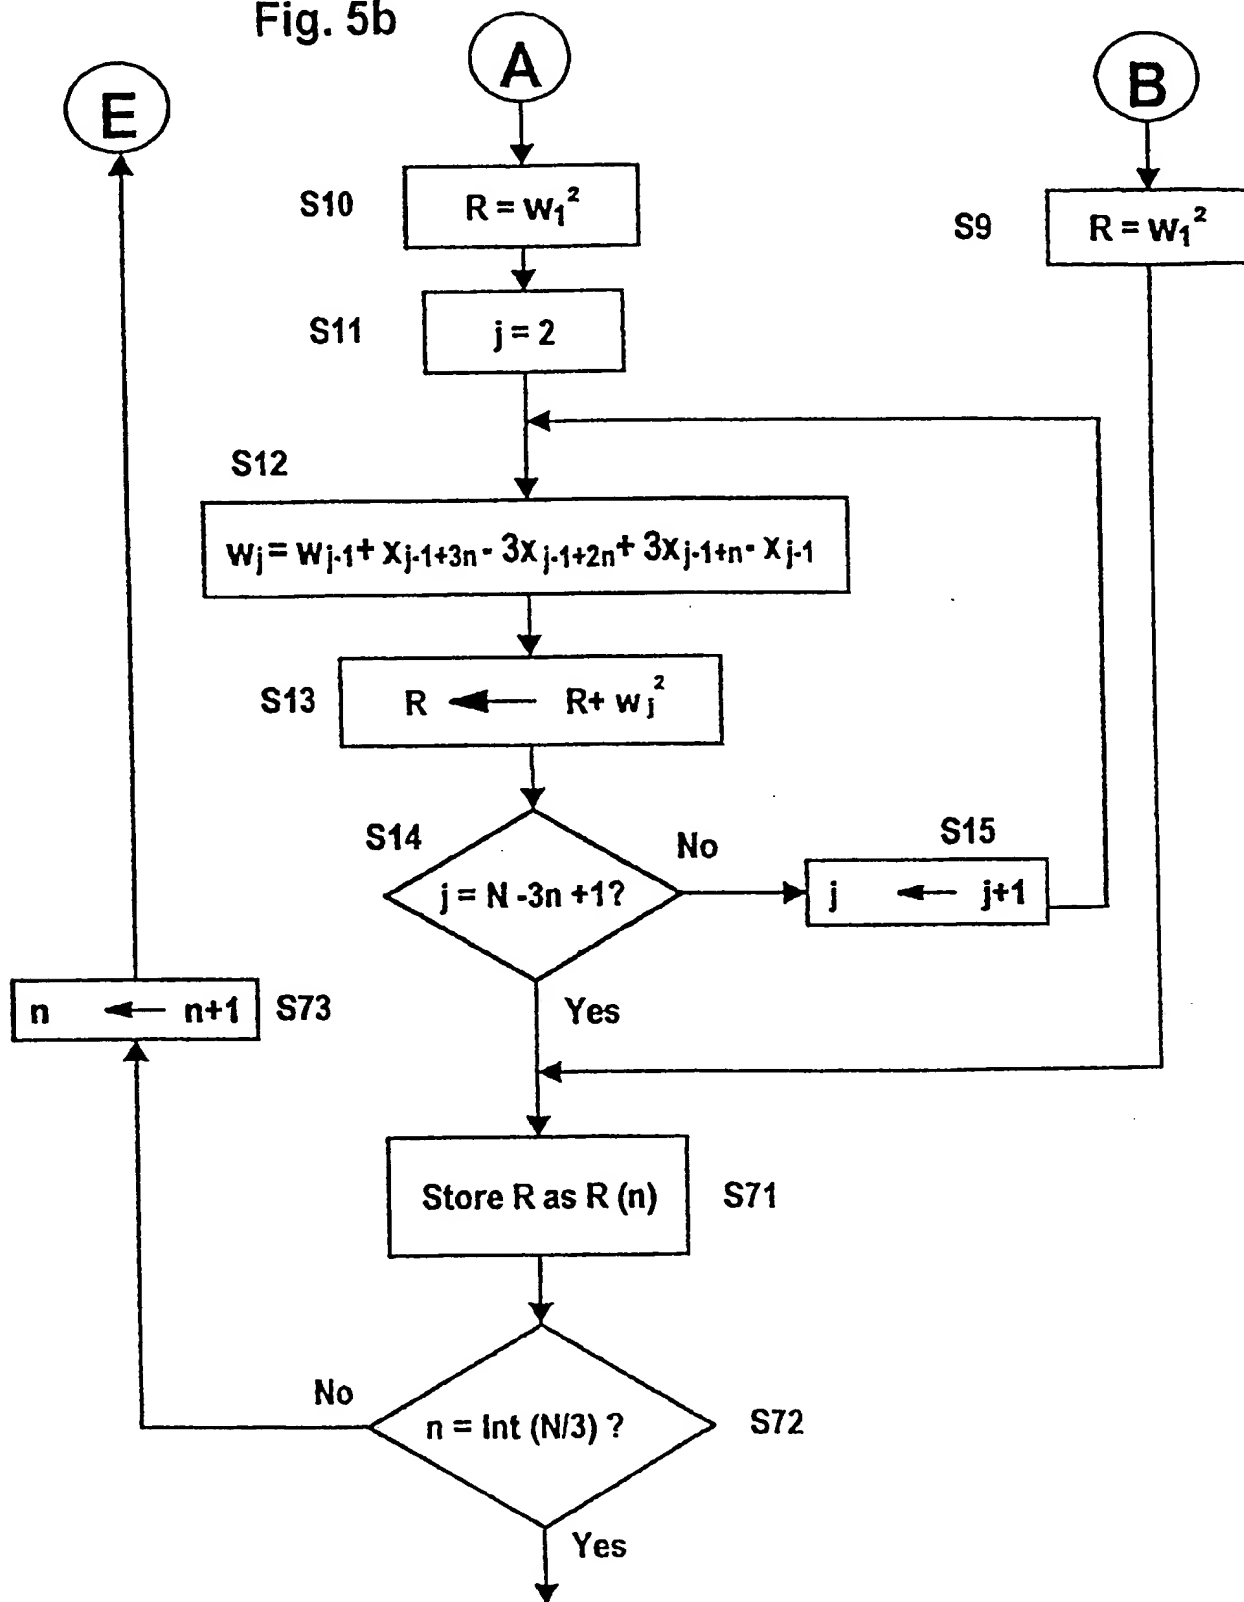 Fig. 5b
A
B
E
S10
R = w₁²
S9
R = w₁²
S11
j = 2
S12
wⱼ = wⱼ₋₁ + xⱼ₋₁₊₃ₙ - 3xⱼ₋₁₊₂ₙ + 3xⱼ₋₁₊ₙ - xⱼ₋₁
S13
R ← R + wⱼ²
S14
j = N -3n +1?
No
S15
j ← j+1
Yes
n ← n+1
S73
Store R as R (n)
S71
No
n = Int (N/3) ?
S72
Yes